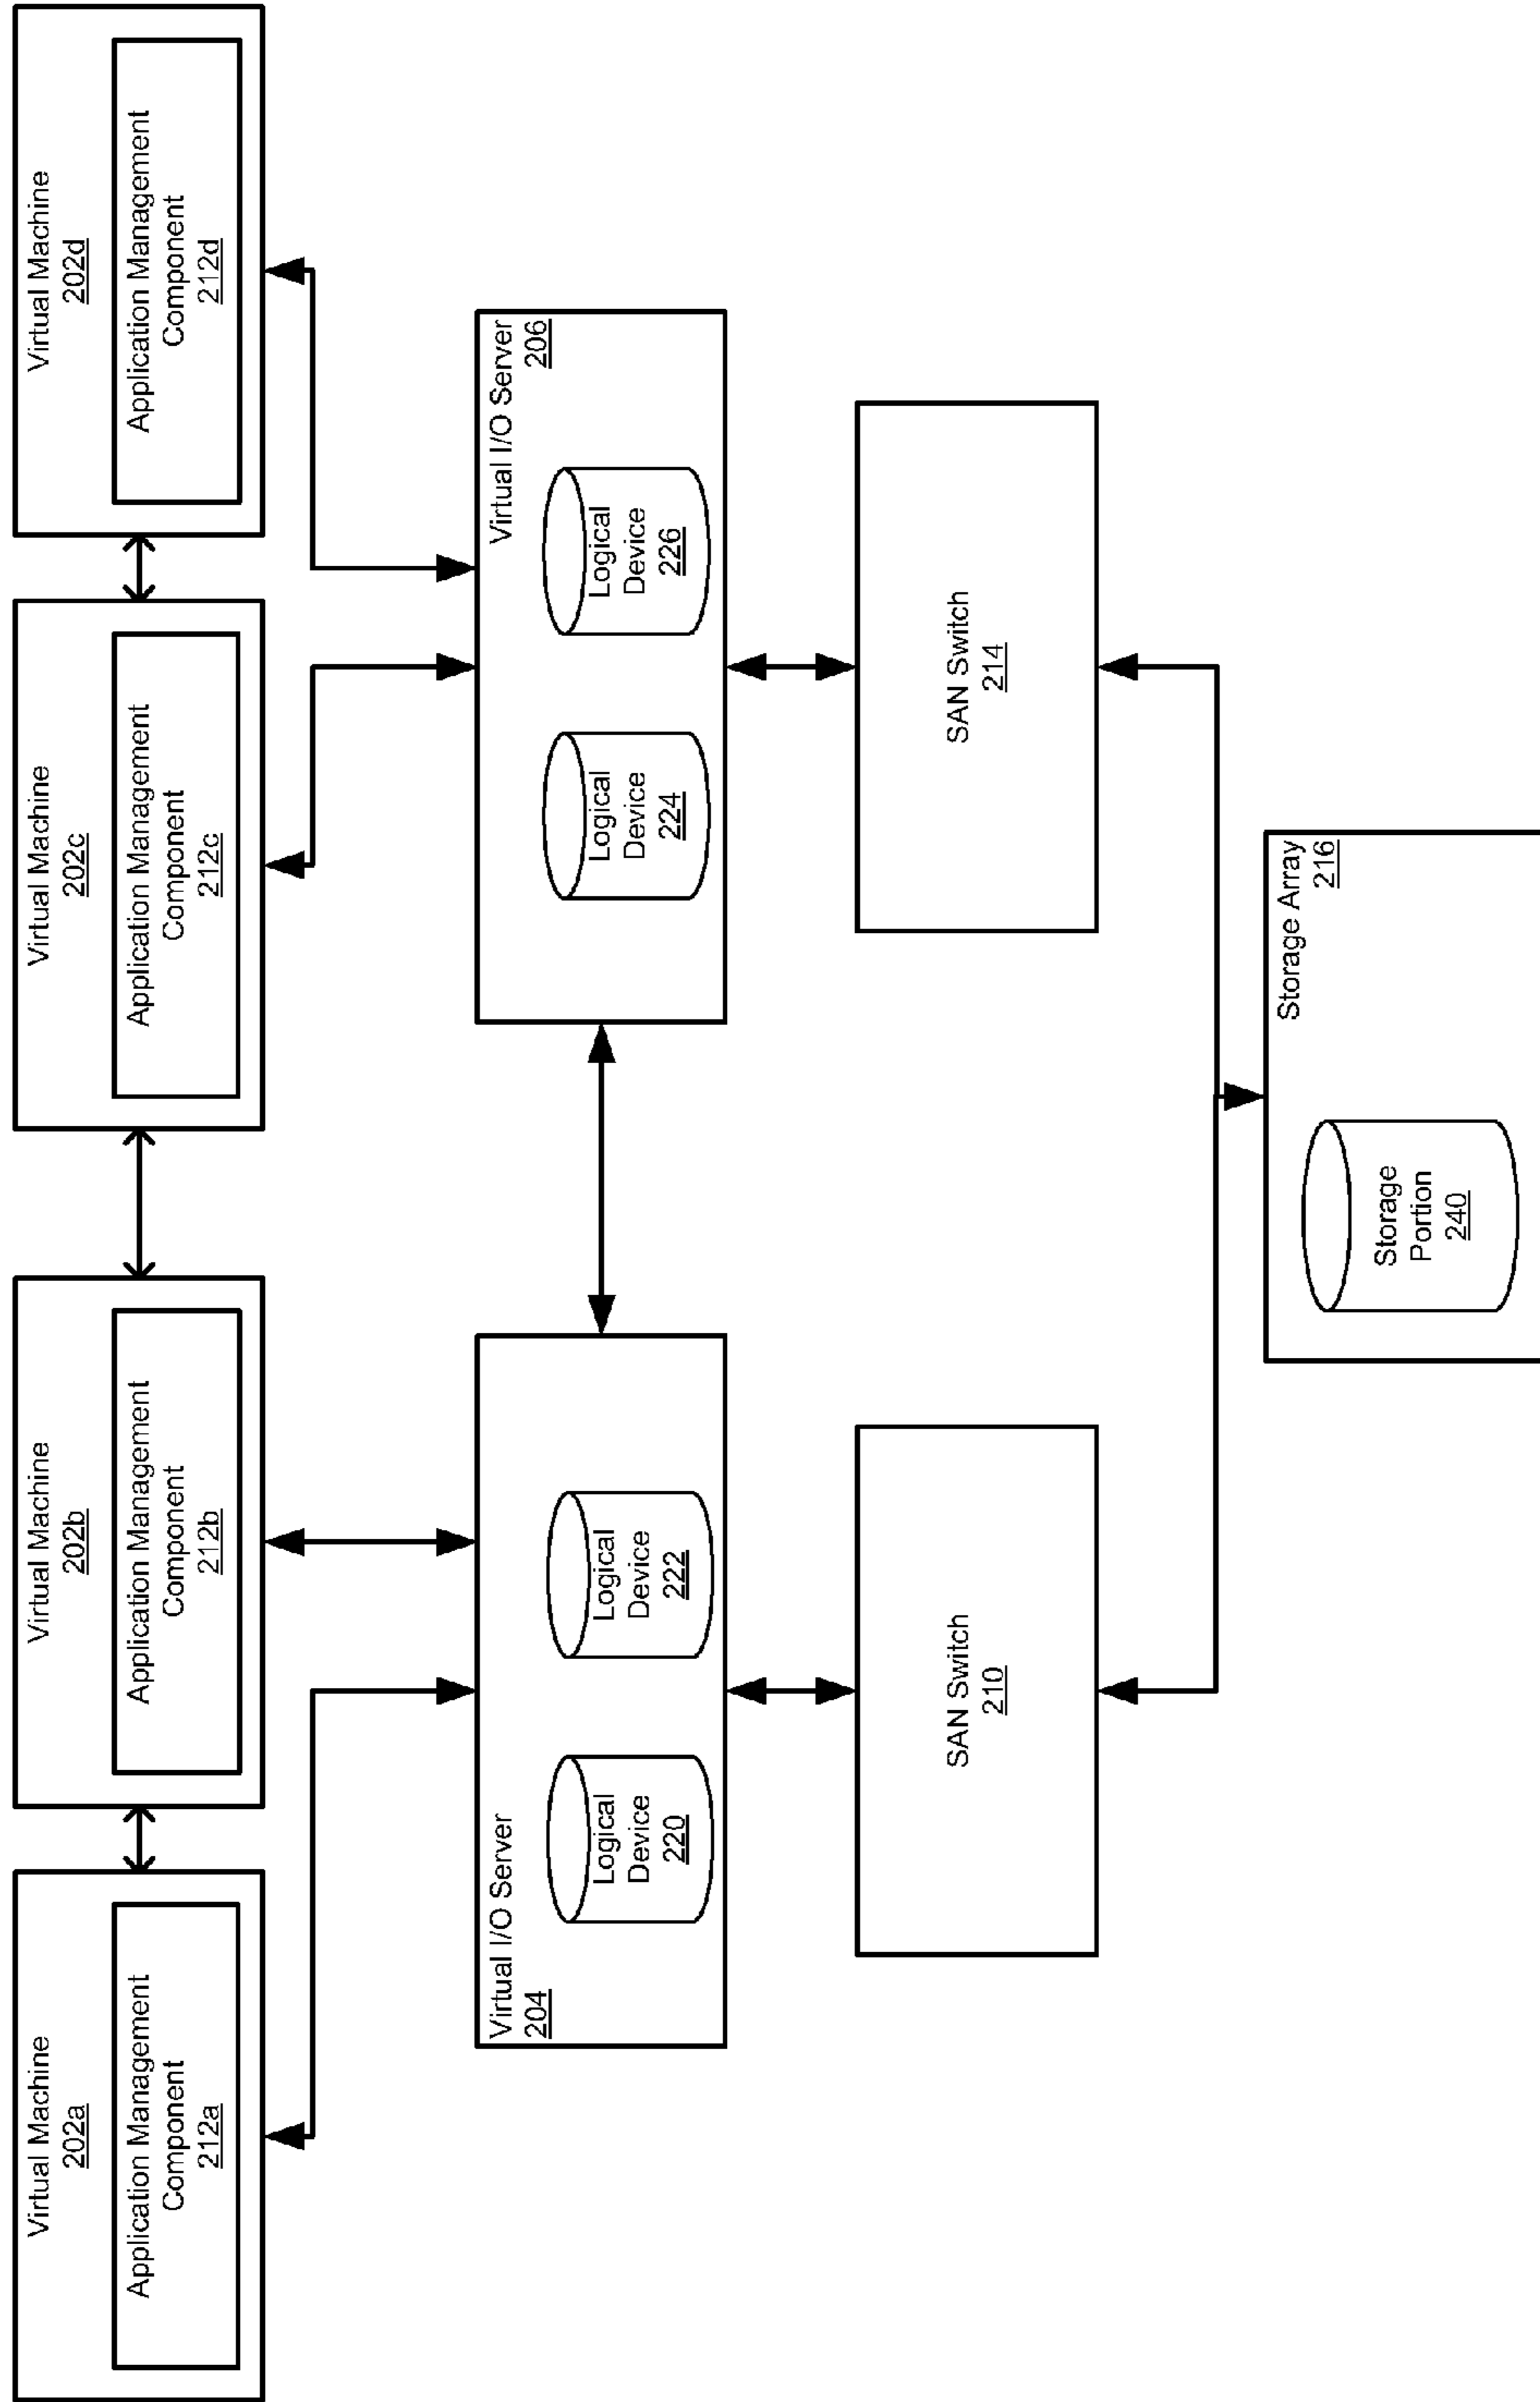 Virtual Machine
202a
Application Management
Component
212a
Virtual Machine
202b
Application Management
Component
212b
Virtual Machine
202c
Application Management
Component
212c
Virtual Machine
202d
Application Management
Component
212d
Virtual I/O Server
204
Logical
Device
220
Logical
Device
222
Virtual I/O Server
206
Logical
Device
224
Logical
Device
226
SAN Switch
210
SAN Switch
214
Storage Array
216
Storage
Portion
240